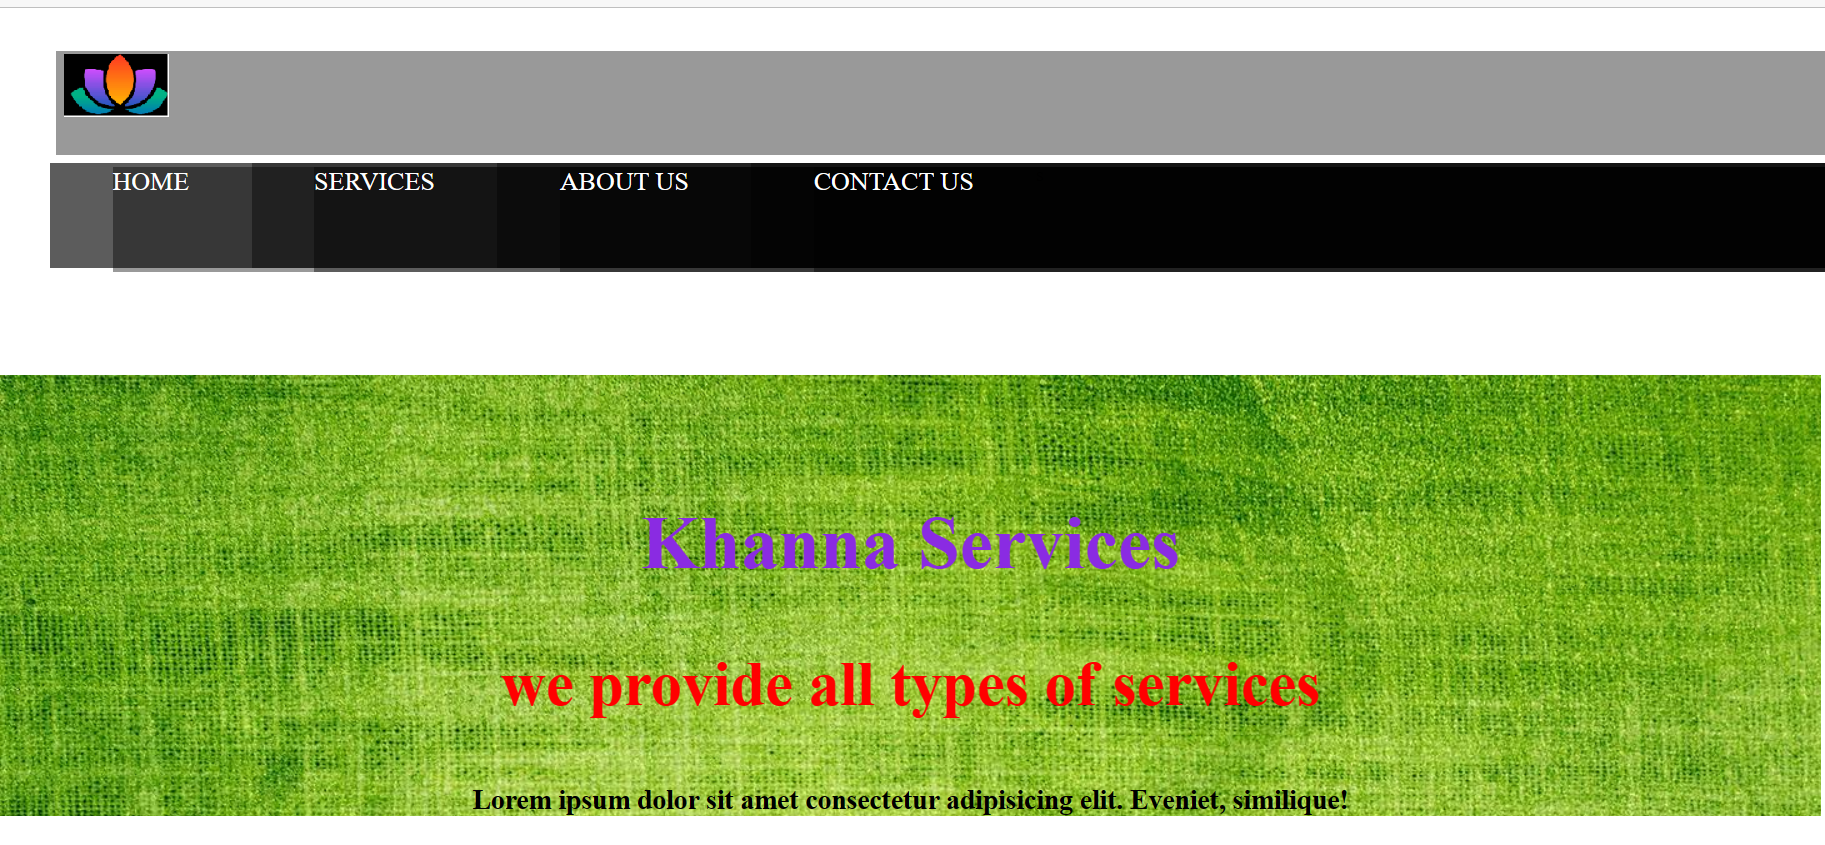 HOME SERVICES ABOUT US CONTACT US
Khanna Services
we provide all types of services
Lorem ipsum dolor sit amet consectetur adipisicing elit. Eveniet, similique!